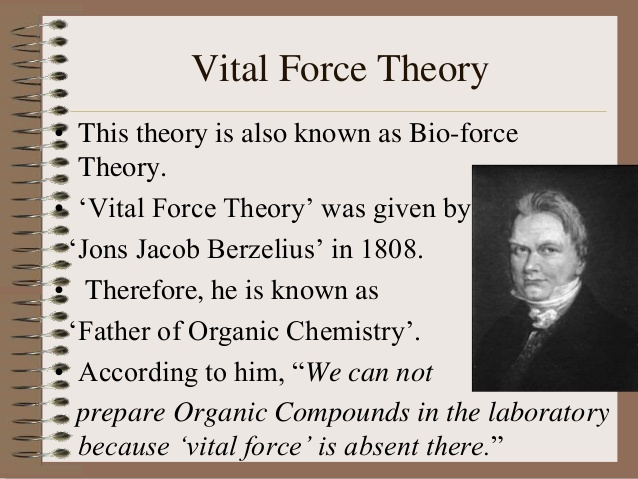 Vital Force Theory
• This theory is also known as Bio-force
Theory.
• ‘Vital Force Theory’ was given by
‘Jons Jacob Berzelius’ in 1808.
• Therefore, he is known as
‘Father of Organic Chemistry’.
• According to him, “We can not
prepare Organic Compounds in the laboratory
because ‘vital force’ is absent there.”